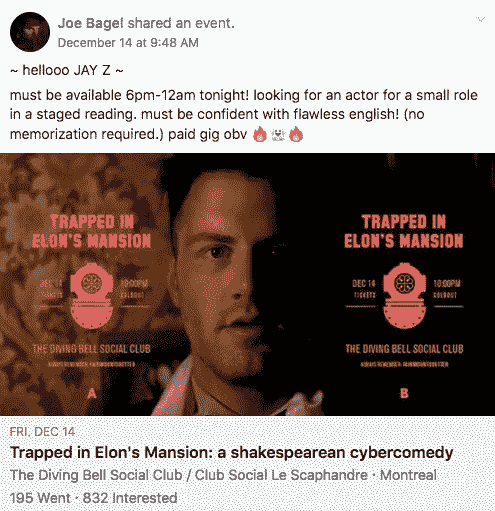 Joe Bagel shared an event.
December 14 at 9:48 AM
~ hellooo JAY Z ~
must be available 6pm-12am tonight! looking for an actor for a small role
in a staged reading. must be confident with flawless english! (no
memorization required.) paid gig obv 🔥 🔥
TRAPPED IN
ELON'S MANSION
DEC 14 10:00PM
TICKETS SOLDOUT
THE DIVING BELL SOCIAL CLUB
A
TRAPPED IN
ELON'S MANSION
DEC 14 10:00PM
TICKETS SOLDOUT
THE DIVING BELL SOCIAL CLUB
B
FRI, DEC 14
Trapped in Elon's Mansion: a shakespearean cybercomedy
The Diving Bell Social Club / Club Social Le Scaphandre · Montreal
195 Went · 832 Interested